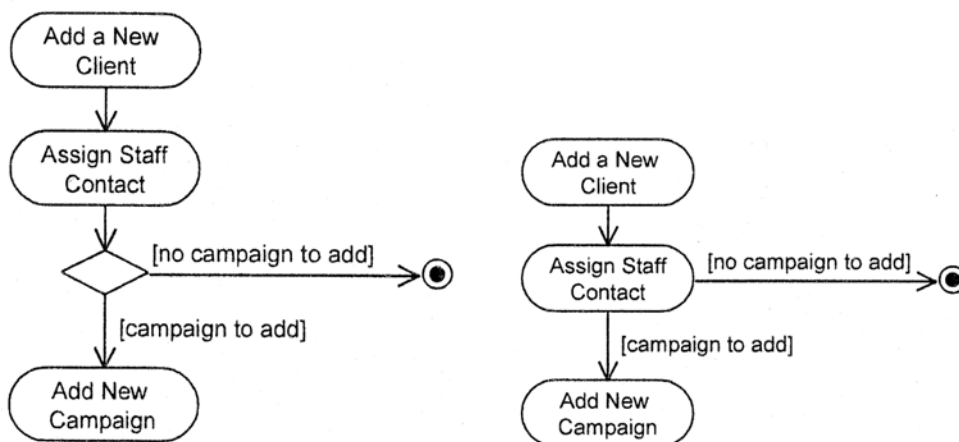 Add a New
Client
Assign Staff
Contact
[no campaign to add]
[campaign to add]
Add New
Campaign
Add a New
Client
Assign Staff
Contact
[no campaign to add]
[campaign to add]
Add New
Campaign